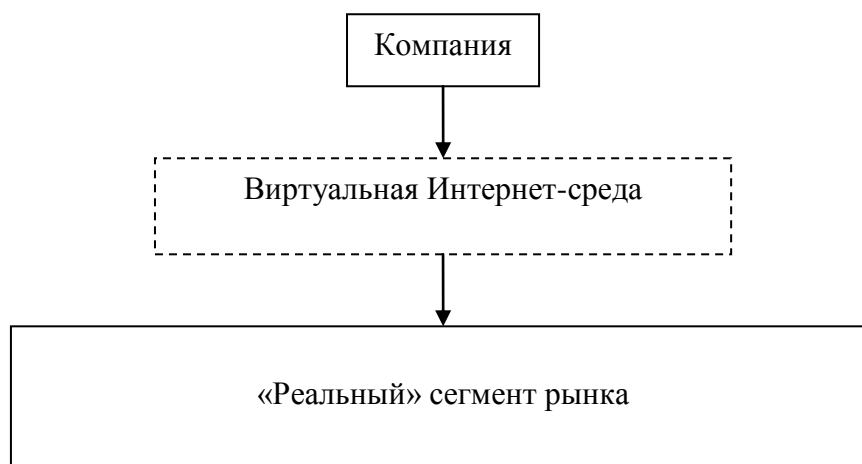 Компания
Виртуальная Интернет-среда
«Реальный» сегмент рынка